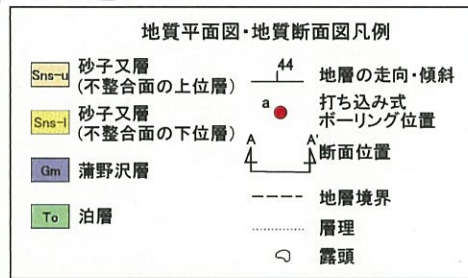 地質平面図・地質断面図凡例
Sns-u 砂子又層
(不整合面の上位層)
Sns-l 砂子又層
(不整合面の下位層)
Gm 蒲野沢層
To 泊層
44 地層の走向・傾斜
a 打ち込み式
ボーリング位置
A A' 断面位置
地層境界
層理
露頭